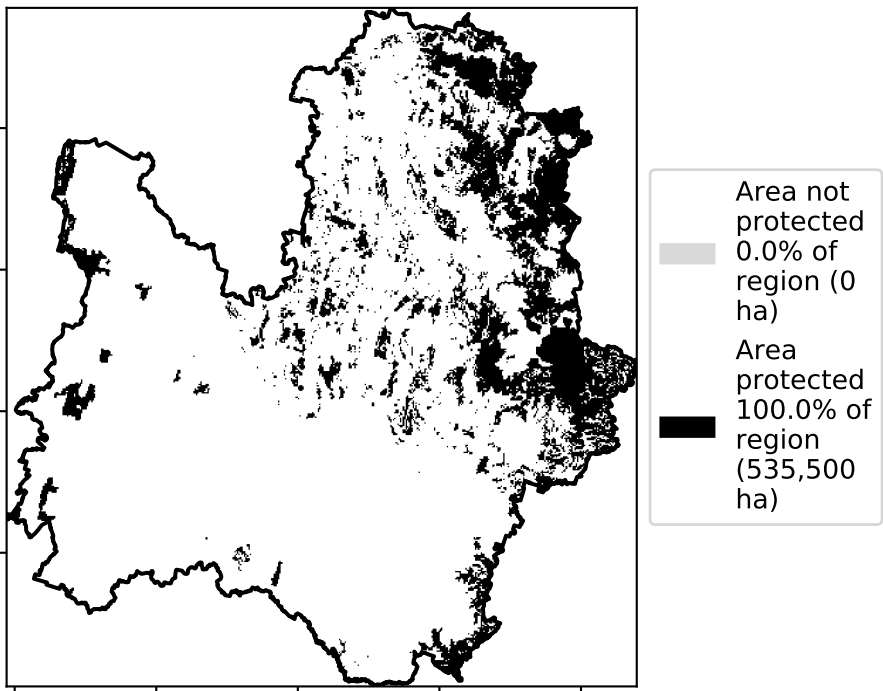 Area not
protected
0.0% of
region (0
ha)
Area
protected
100.0% of
region
(535,500
ha)